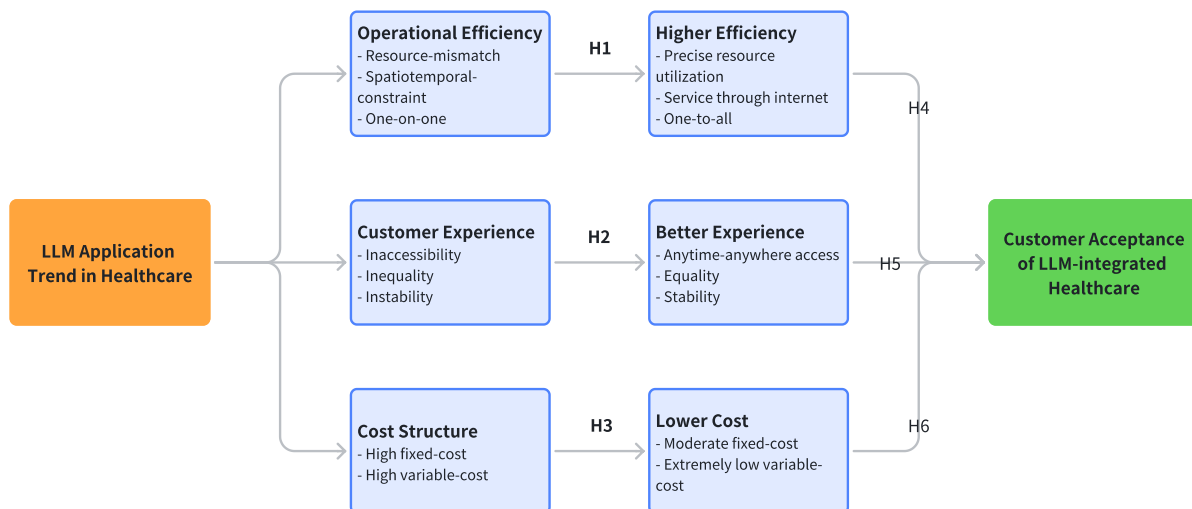 Operational Efficiency
- Resource-mismatch
- Spatiotemporal-
constraint
- One-on-one
H1
Higher Efficiency
- Precise resource
utilization
- Service through internet
- One-to-all
H4
LLM Application
Trend in Healthcare
Customer Experience
- Inaccessibility
- Inequality
- Instability
H2
Better Experience
- Anytime-anywhere access
- Equality
- Stability
H5
Customer Acceptance
of LLM-integrated
Healthcare
Cost Structure
- High fixed-cost
- High variable-cost
H3
Lower Cost
- Moderate fixed-cost
- Extremely low variable-
cost
H6